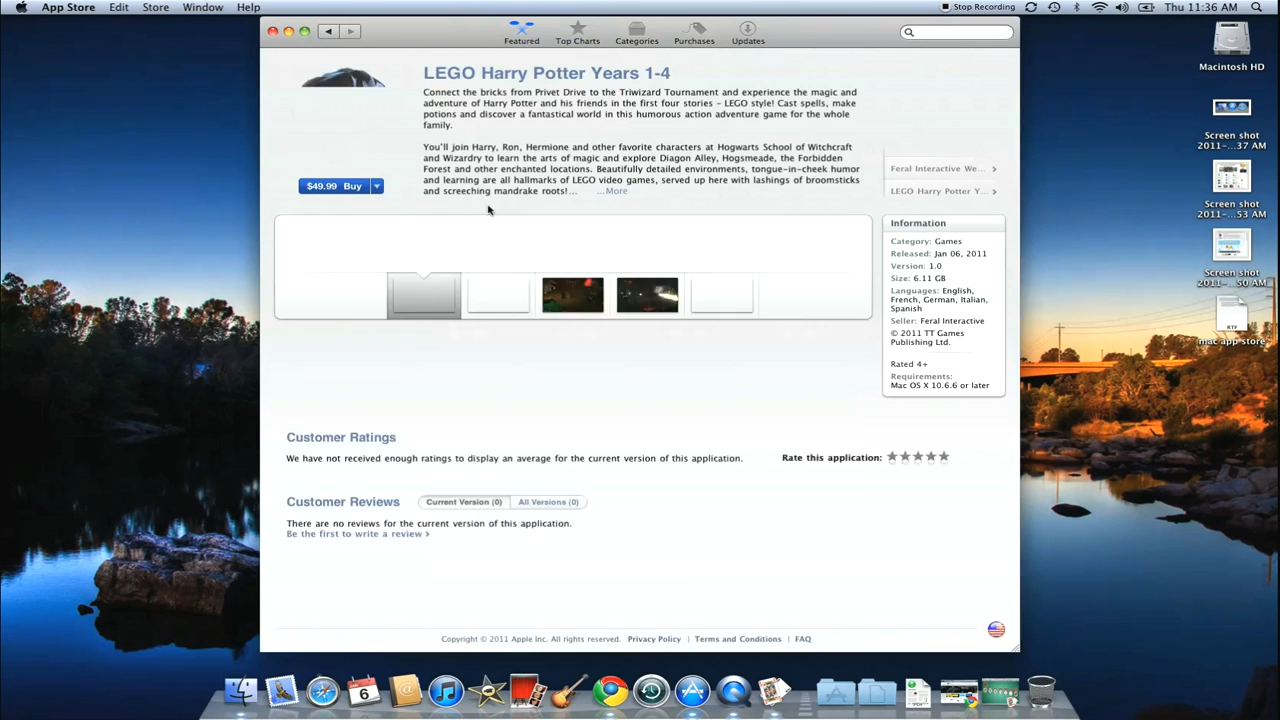 App Store Edit Store Window Help
Stop Recording Thu 11:36 AM
Featured Top Charts Categories Purchases Updates
Macintosh HD
LEGO Harry Potter Years 1-4
Connect the bricks from Privet Drive to the Triwizard Tournament and experience the magic and
adventure of Harry Potter and his friends in the first four stories - LEGO style! Cast spells, make
potions and discover a fantastical world in this humorous action adventure game for the whole
family.
You'll join Harry, Ron, Hermione and other favorite characters at Hogwarts School of Witchcraft
and Wizardry to learn the arts of magic and explore Diagon Alley, Hogsmeade, the Forbidden
Forest and other enchanted locations. Beautifully detailed environments, tongue-in-cheek humor
and learning are all hallmarks of LEGO video games, served up here with lashings of broomsticks
and screeching mandrake roots!... ...More
$49.99 Buy
Feral Interactive We...
LEGO Harry Potter Y...
Information
Category: Games
Released: Jan 06, 2011
Version: 1.0
Size: 6.11 GB
Languages: English,
French, German, Italian,
Spanish
Seller: Feral Interactive
© 2011 TT Games
Publishing Ltd.
Rated 4+
Requirements:
Mac OS X 10.6.6 or later
Screen shot
2011-...37 AM
Screen shot
2011-...53 AM
Screen shot
2011-...50 AM
RTF
mac app store
Customer Ratings
We have not received enough ratings to display an average for the current version of this application.
Rate this application:
Customer Reviews Current Version (0) All Versions (0)
There are no reviews for the current version of this application.
Be the first to write a review
Copyright © 2011 Apple Inc. All rights reserved. Privacy Policy | Terms and Conditions | FAQ
6